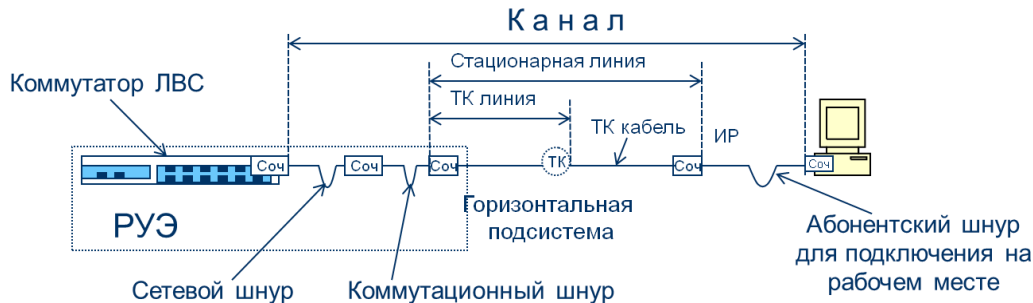 Канал
Стационарная линия
Коммутатор ЛВС
ТК линия
ТК кабель
ИР
Соч
Соч
Соч
ТК
Соч
Соч
РУЭ
Горизонтальная
подсистема
Абонентский шнур
для подключения на
рабочем месте
Сетевой шнур
Коммутационный шнур